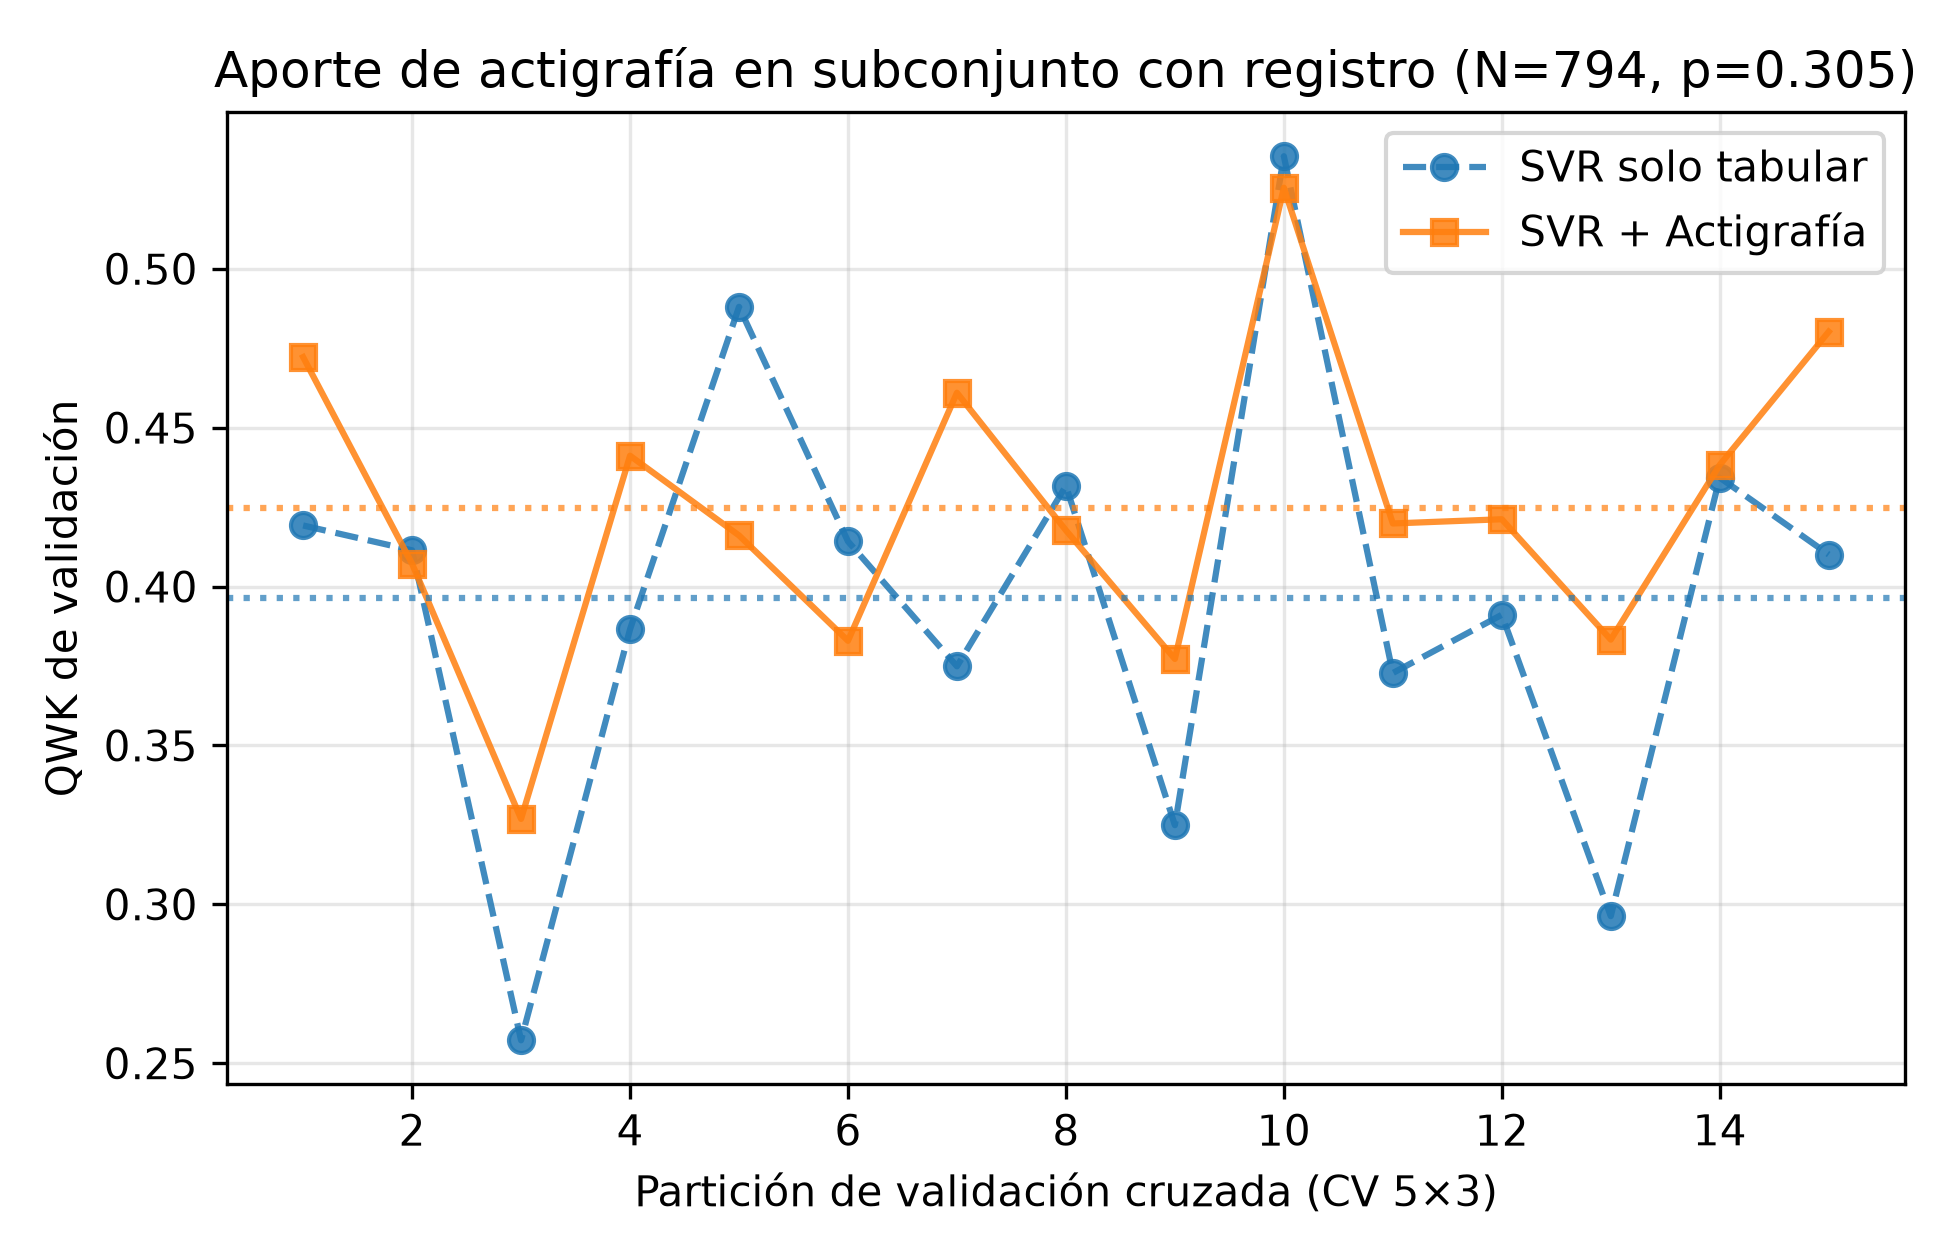 Aporte de actigrafía en subconjunto con registro (N=794, p=0.305)
SVR solo tabular
SVR + Actigrafía
QWK de validación
0.50
0.45
0.40
0.35
0.30
0.25
2 4 6 8 10 12 14
Partición de validación cruzada (CV 5×3)